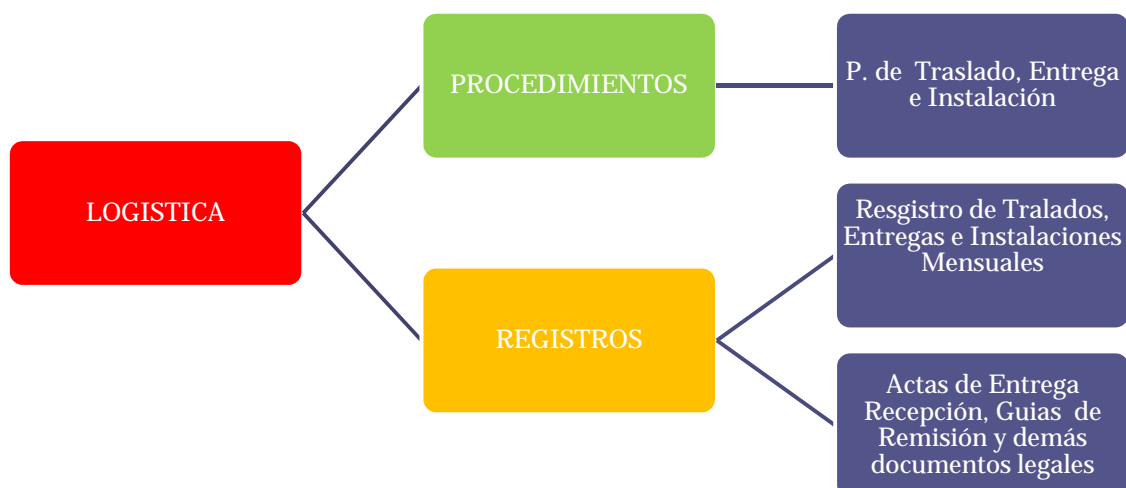 LOGISTICA
PROCEDIMIENTOS
P. de Traslado, Entrega
e Instalación
REGISTROS
Resgistro de Tralados,
Entregas e Instalaciones
Mensuales
Actas de Entrega
Recepción, Guias de
Remisión y demás
documentos legales